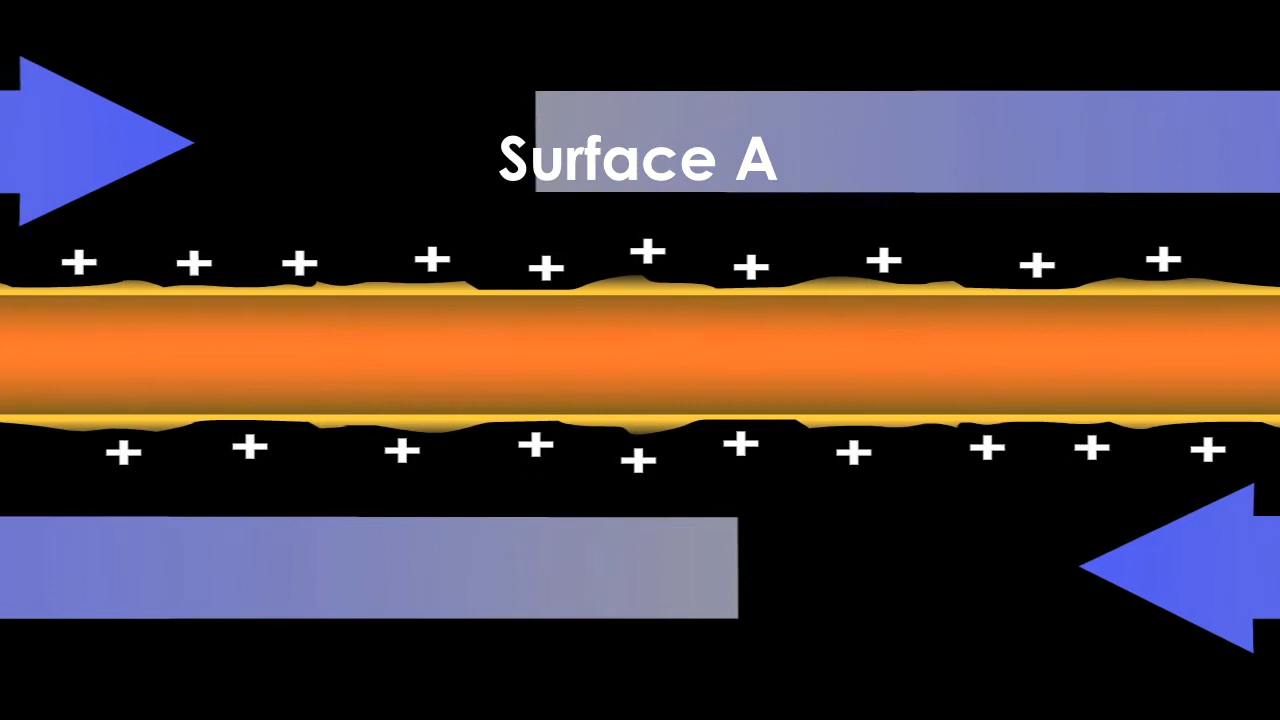 Surface A
+ + + + + + + + + +
+ + + + + + + + + +